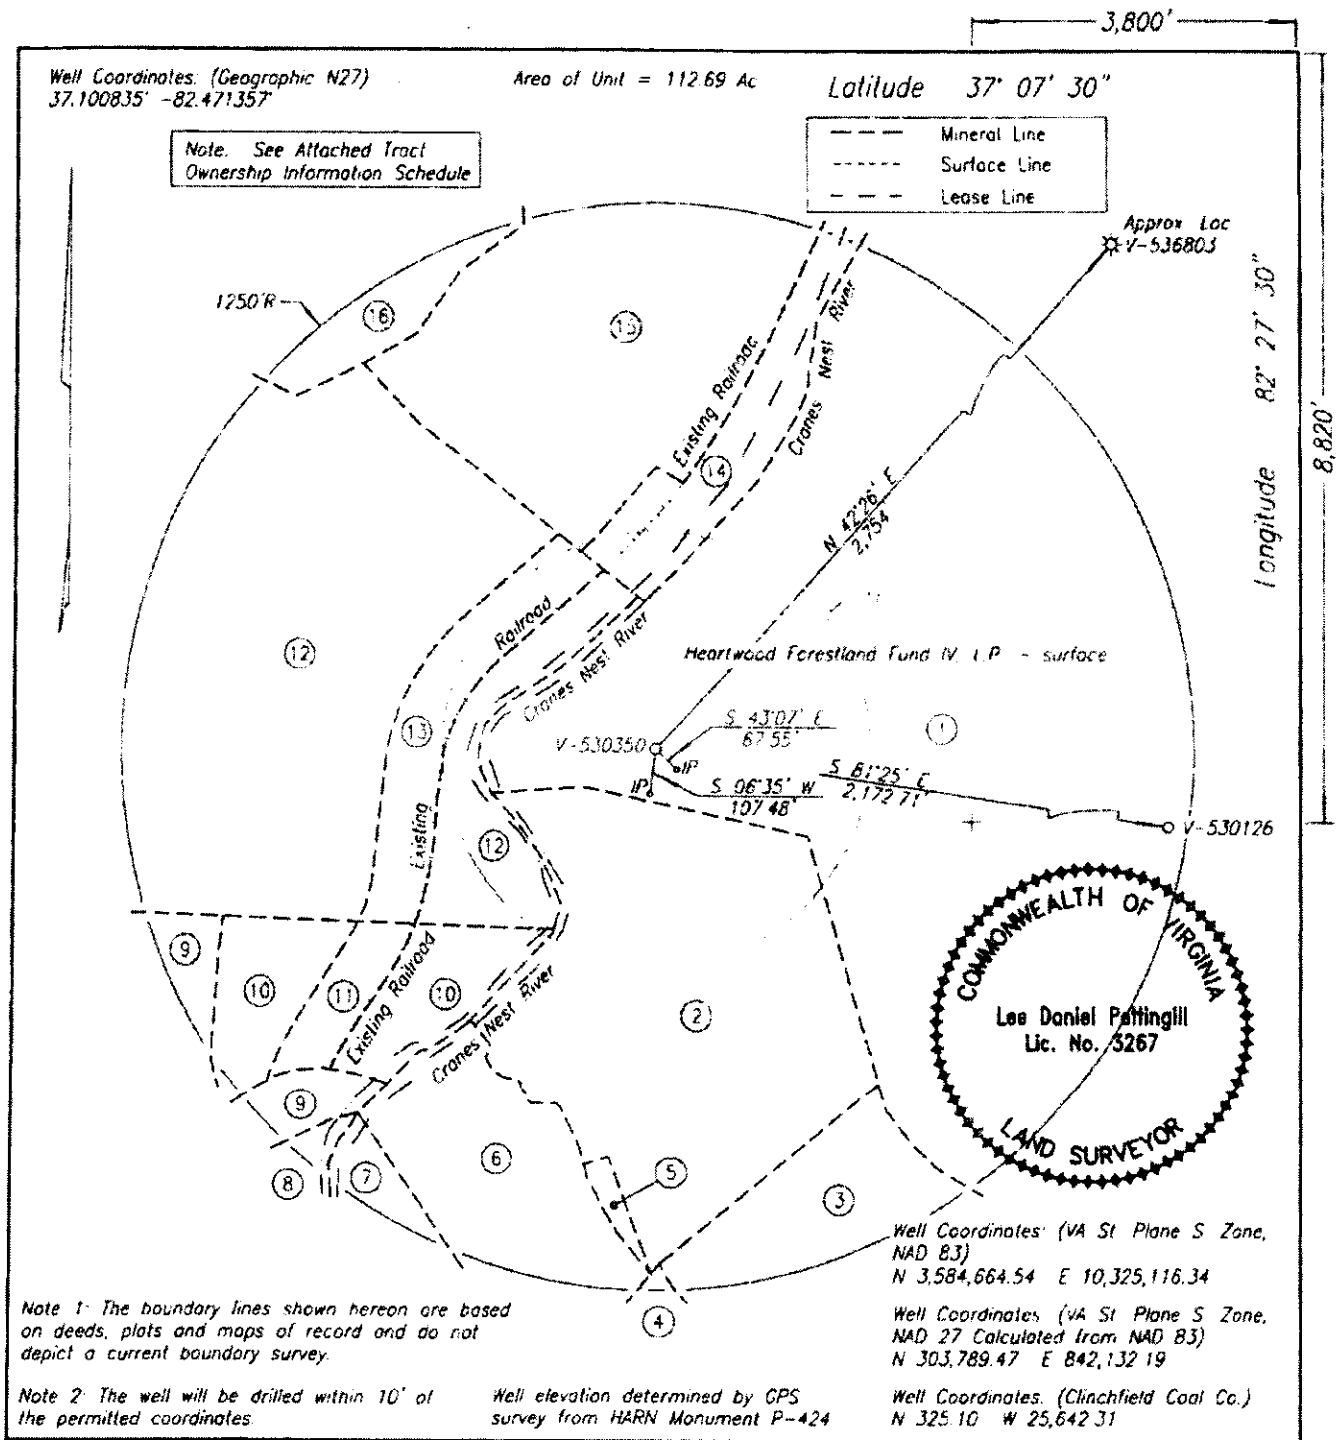 3,800'
Well Coordinates: (Geographic N27)
37.100835° -82.471357°
Area of Unit = 112.69 Ac
Latitude 37° 07' 30"
Note. See Attached Tract
Ownership Information Schedule
Mineral Line
Surface Line
Lease Line
Approx Loc
V-536803
1250'R
16
15
Existing Railroad
Cranes Nest River
14
Longitude 82° 27' 30"
8,820'
N 42°26' E
2,754
12
Railroad
Cranes Nest River
Heartwood Forestland Fund IV, L.P. - surface
13
V-530350
S 43°07' E
67.55'
1
IP
IP
S 06°35' W
107.48'
S 81°25' E
2,172.71'
V-530126
Existing
12
9
10
11
Existing Railroad
10
Cranes Nest River
2
COMMONWEALTH OF VIRGINIA
Lee Daniel Pettingill
Lic. No. 3267
LAND SURVEYOR
9
8
7
6
5
3
4
Well Coordinates: (VA St Plane S Zone,
NAD 83)
N 3,584,664.54 E 10,325,116.34
Well Coordinates (VA St Plane S Zone,
NAD 27 Calculated from NAD 83)
N 303,789.47 E 842,132 19
Well Coordinates. (Clinchfield Coal Co.)
N 325.10 W 25,642 31
Note 1: The boundary lines shown hereon are based
on deeds, plats and maps of record and do not
depict a current boundary survey.
Note 2: The well will be drilled within 10' of
the permitted coordinates.
Well elevation determined by GPS
survey from HARN Monument P-424